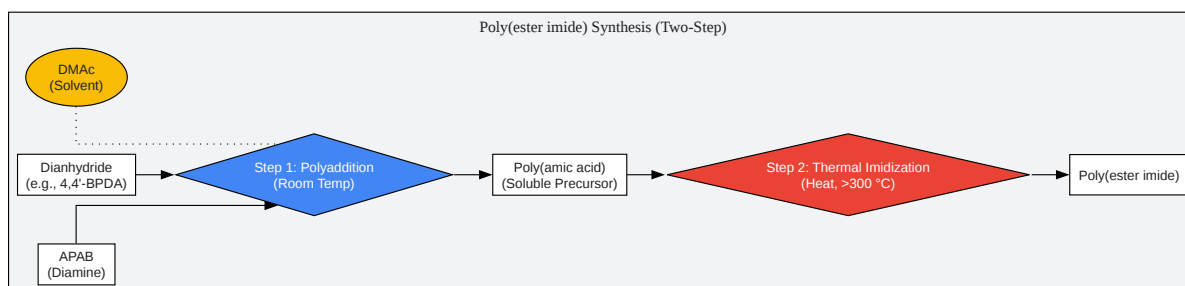 Poly(ester imide) Synthesis (Two-Step)
DMAc
(Solvent)
Dianhydride
(e.g., 4,4'-BPDA)
Step 1: Polyaddition
(Room Temp)
Poly(amic acid)
(Soluble Precursor)
Step 2: Thermal Imidization
(Heat, >300 °C)
Poly(ester imide)
APAB
(Diamine)